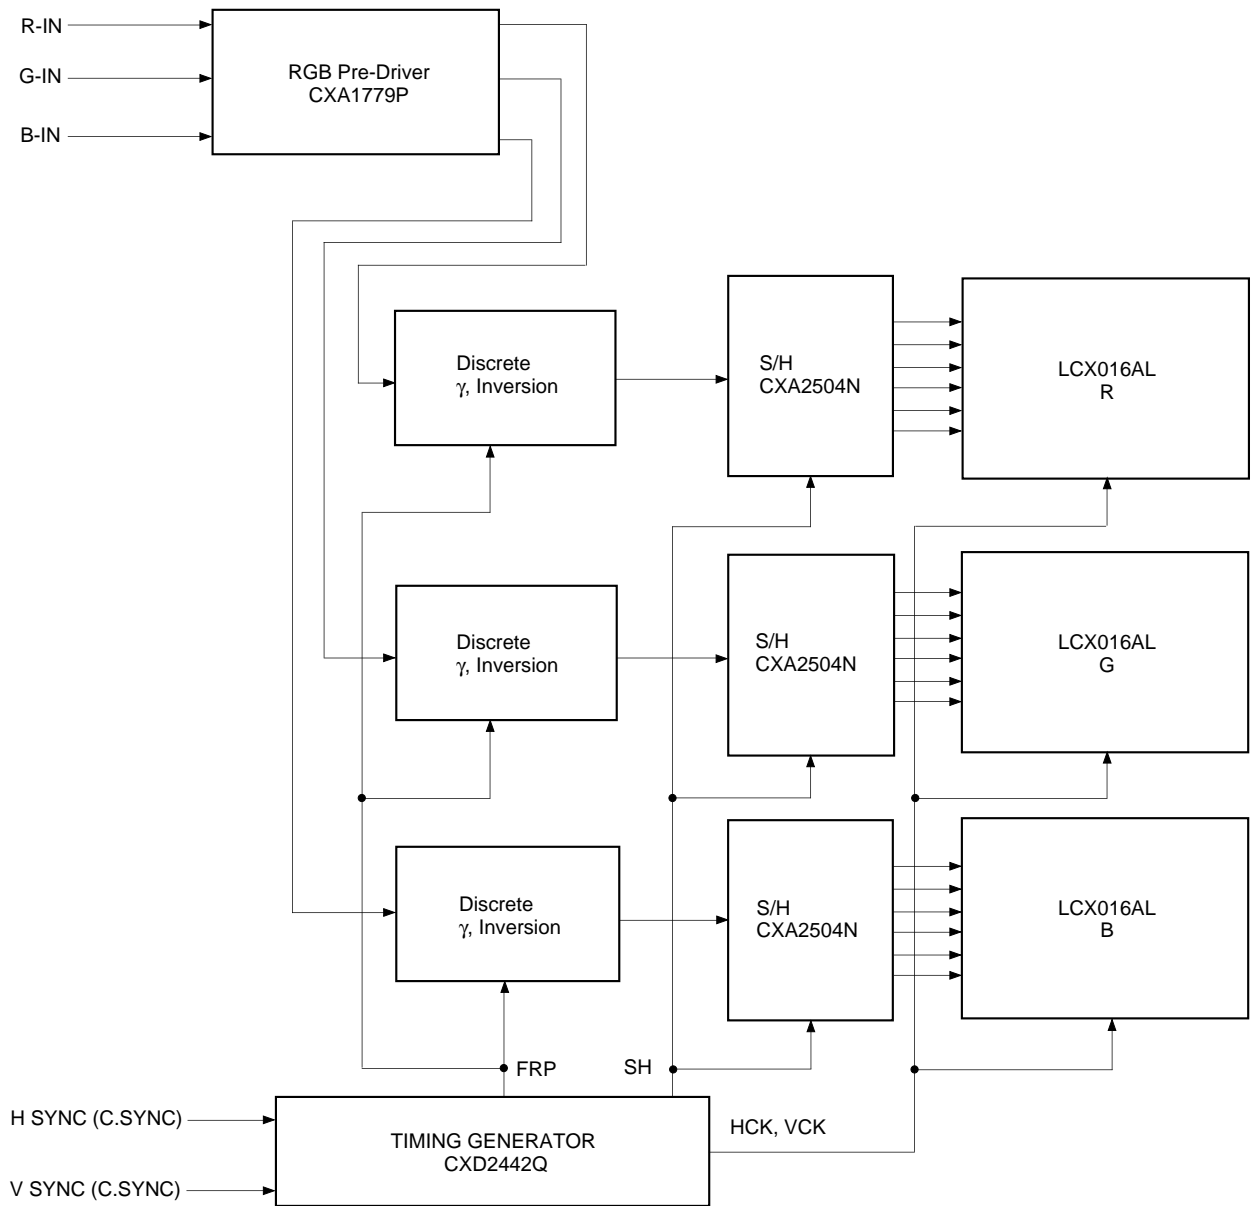 R-IN
G-IN
B-IN
RGB Pre-Driver
CXA1779P
Discrete
γ, Inversion
S/H
CXA2504N
LCX016AL
R
Discrete
γ, Inversion
S/H
CXA2504N
LCX016AL
G
Discrete
γ, Inversion
S/H
CXA2504N
LCX016AL
B
FRP
SH
H SYNC (C.SYNC)
V SYNC (C.SYNC)
TIMING GENERATOR
CXD2442Q
HCK, VCK